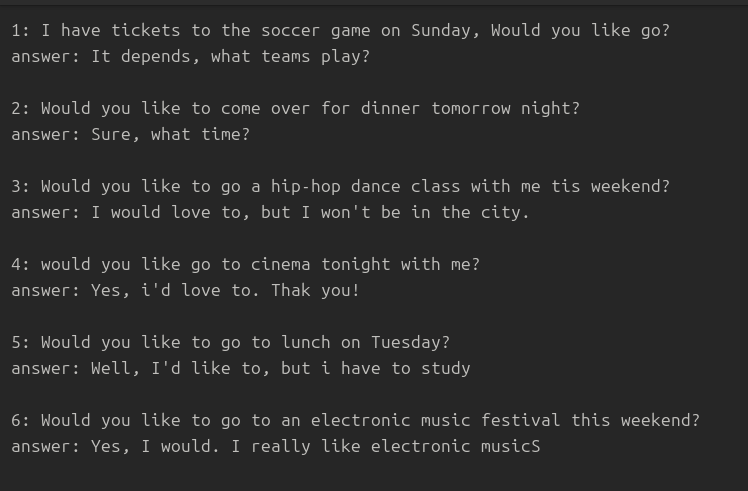 1: I have tickets to the soccer game on Sunday, Would you like go?
answer: It depends, what teams play?
2: Would you like to come over for dinner tomorrow night?
answer: Sure, what time?
3: Would you like to go a hip-hop dance class with me tis weekend?
answer: I would love to, but I won't be in the city.
4: would you like go to cinema tonight with me?
answer: Yes, i'd love to. Thak you!
5: Would you like to go to lunch on Tuesday?
answer: Well, I'd like to, but i have to study
6: Would you like to go to an electronic music festival this weekend?
answer: Yes, I would. I really like electronic musicS